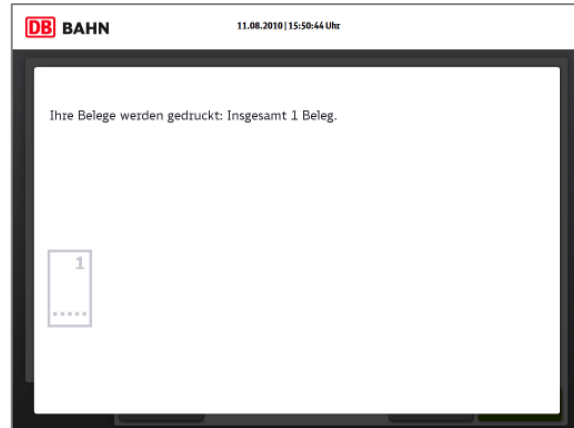 DB BAHN
11.08.2010 | 15:50:44 Uhr
Ihre Belege werden gedruckt: Insgesamt 1 Beleg.
1